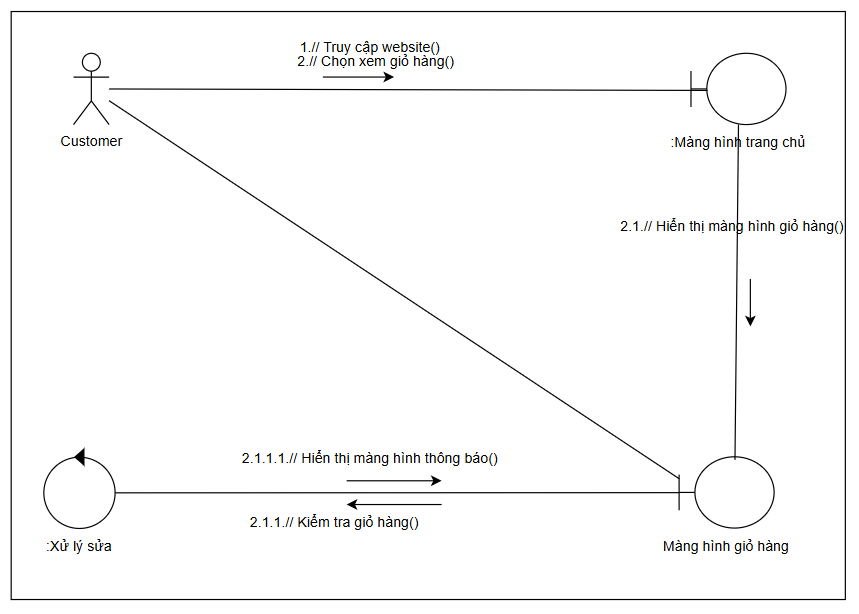 1.// Truy cập website()
2.// Chọn xem giỏ hàng()
Customer
:Màng hình trang chủ
2.1.// Hiển thị màng hình giỏ hàng()
2.1.1.1.// Hiển thị màng hình thông báo()
2.1.1.// Kiểm tra giỏ hàng()
:Xử lý sửa
Màng hình giỏ hàng